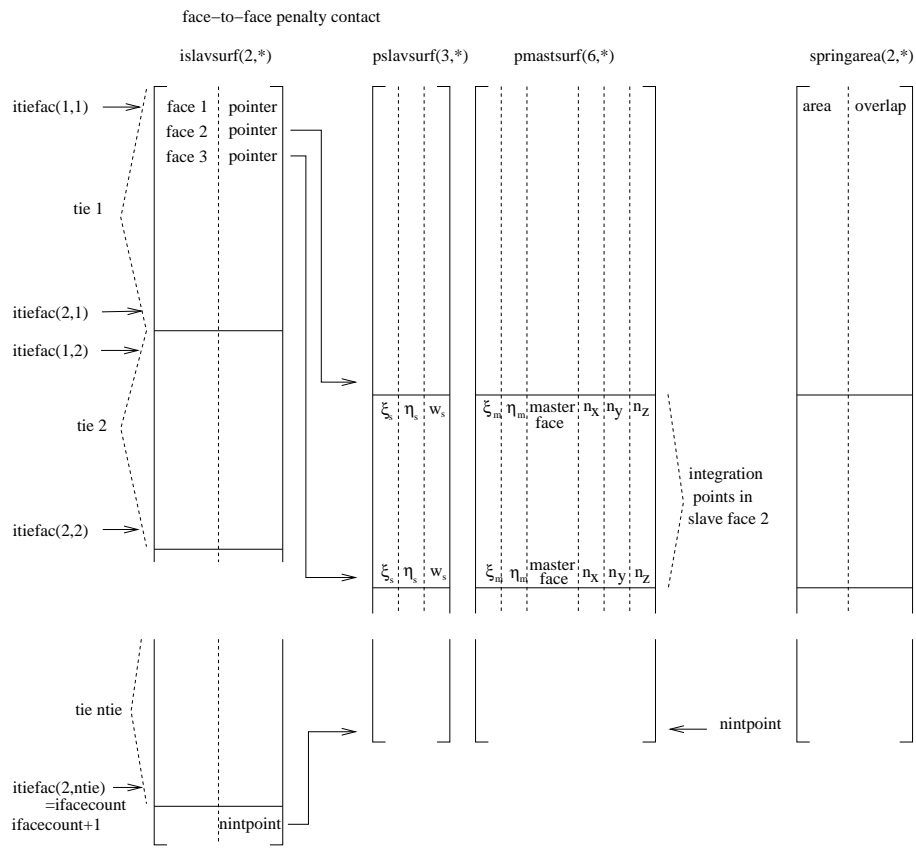 face−to−face penalty contact
islavsurf(2,*) pslavsurf(3,*) pmastsurf(6,*) springarea(2,*)
itiefac(1,1) face 1 pointer area overlap
face 2 pointer
face 3 pointer
tie 1
itiefac(2,1)
itiefac(1,2)
ξs ηs ws ξm ηm master face nx ny nz
tie 2
integration
points in
slave face 2
itiefac(2,2)
ξs ηs ws ξm ηm master face nx ny nz
tie ntie
nintpoint
itiefac(2,ntie)
=ifacecount
ifacecount+1 nintpoint